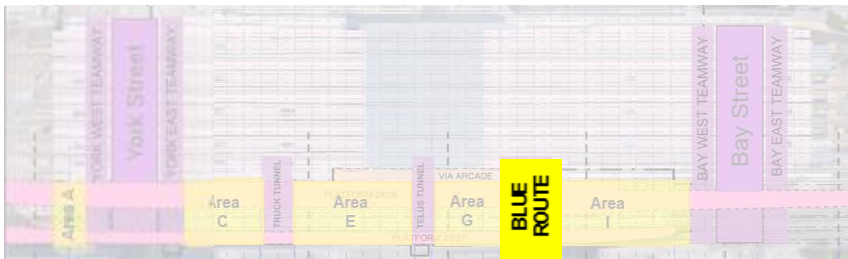 YORK WEST TEAMWAY
York Street
YORK EAST TEAMWAY
BAY WEST TEAMWAY
Bay Street
BAY EAST TEAMWAY
VIA ARCADE
Area A
Area
C
TRUCK TUNNEL
PLATFORM 24/25
Area
E
TELUS TUNNEL
Area
G
BLUE
ROUTE
Area
I